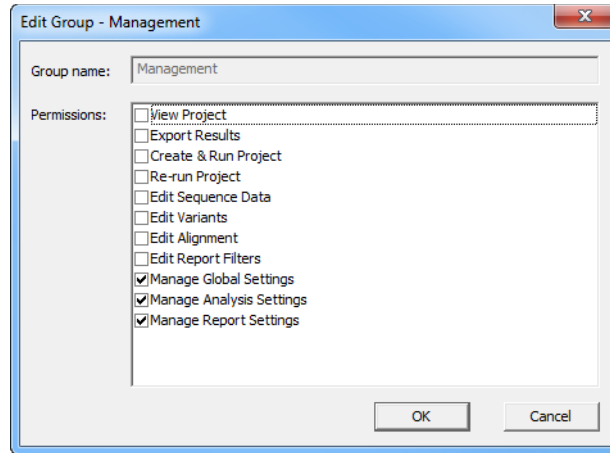 Edit Group - Management
Group name: Management
Permissions: View Project
Export Results
Create & Run Project
Re-run Project
Edit Sequence Data
Edit Variants
Edit Alignment
Edit Report Filters
Manage Global Settings
Manage Analysis Settings
Manage Report Settings
OK Cancel